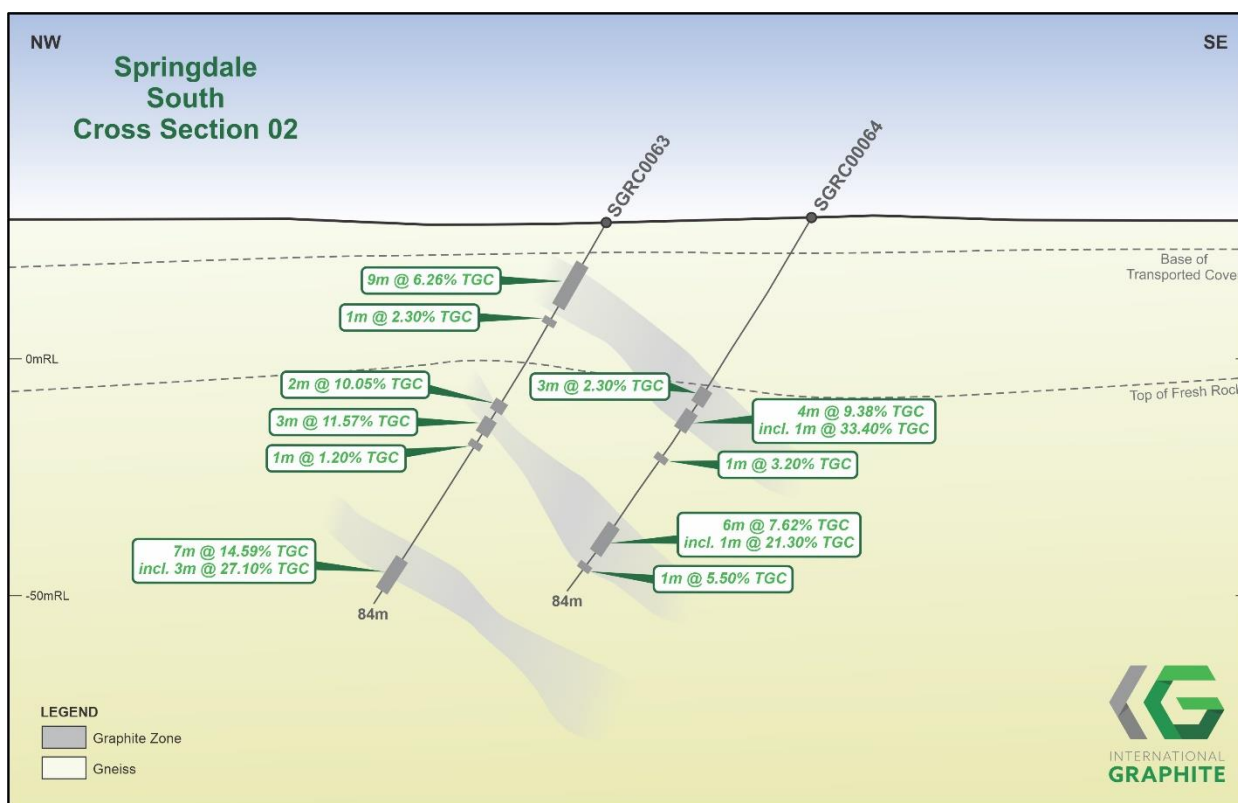 NW
SE
Springdale
South
Cross Section 02
SGRC0063
SGRC00064
Base of
Transported Cove
9m @ 6.26% TGC
1m @ 2.30% TGC
0mRL
2m @ 10.05% TGC
3m @ 2.30% TGC
Top of Fresh Rock
3m @ 11.57% TGC
4m @ 9.38% TGC
incl. 1m @ 33.40% TGC
1m @ 1.20% TGC
1m @ 3.20% TGC
7m @ 14.59% TGC
incl. 3m @ 27.10% TGC
6m @ 7.62% TGC
incl. 1m @ 21.30% TGC
1m @ 5.50% TGC
-50mRL
84m
84m
LEGEND
Graphite Zone
Gneiss
INTERNATIONAL
GRAPHITE